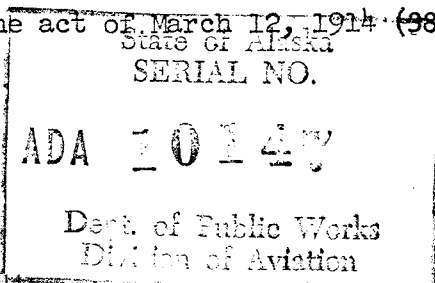 he act of March 12, 1914 (38
State of Alaska
SERIAL NO.
ADA 10147
Dept. of Public Works
Division of Aviation